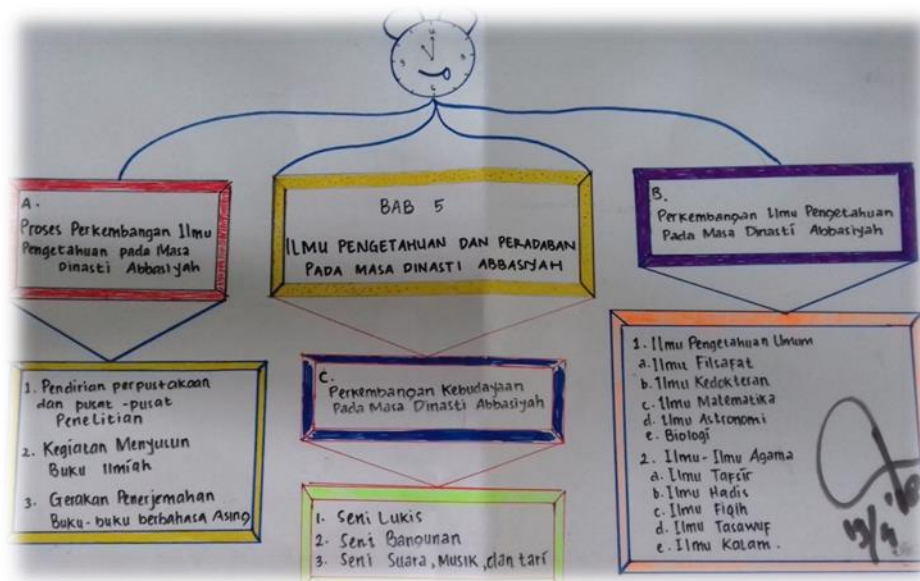 BAB 5
ILMU PENGETAHUAN DAN PERADABAN
PADA MASA DINASTI ABBASIYAH
A.
Proses Perkembangan Ilmu
Pengetahuan pada Masa
Dinasti Abbasiyah
1. Pendirian perpustakaan
dan pusat-pusat
Penelitian
2. Kegiatan Menyusun
Buku Ilmiah
3. Gerakan Penerjemahan
Buku-buku berbahasa Asing
B.
Perkembangan Ilmu Pengetahuan
Pada Masa Dinasti Abbasiyah
1. Ilmu Pengetahuan Umum
a. Ilmu Filsafat
b. Ilmu Kedokteran
c. Ilmu Matematika
d. Ilmu Astronomi
e. Biologi
2. Ilmu-Ilmu Agama
a. Ilmu Tafsir
b. Ilmu Hadis
c. Ilmu Fiqih
d. Ilmu Tasawuf
e. Ilmu Kalam.
C.
Perkembangan Kebudayaan
Pada Masa Dinasti Abbasiyah
1. Seni Lukis
2. Seni Bangunan
3. Seni Suara, Musik, dan tari